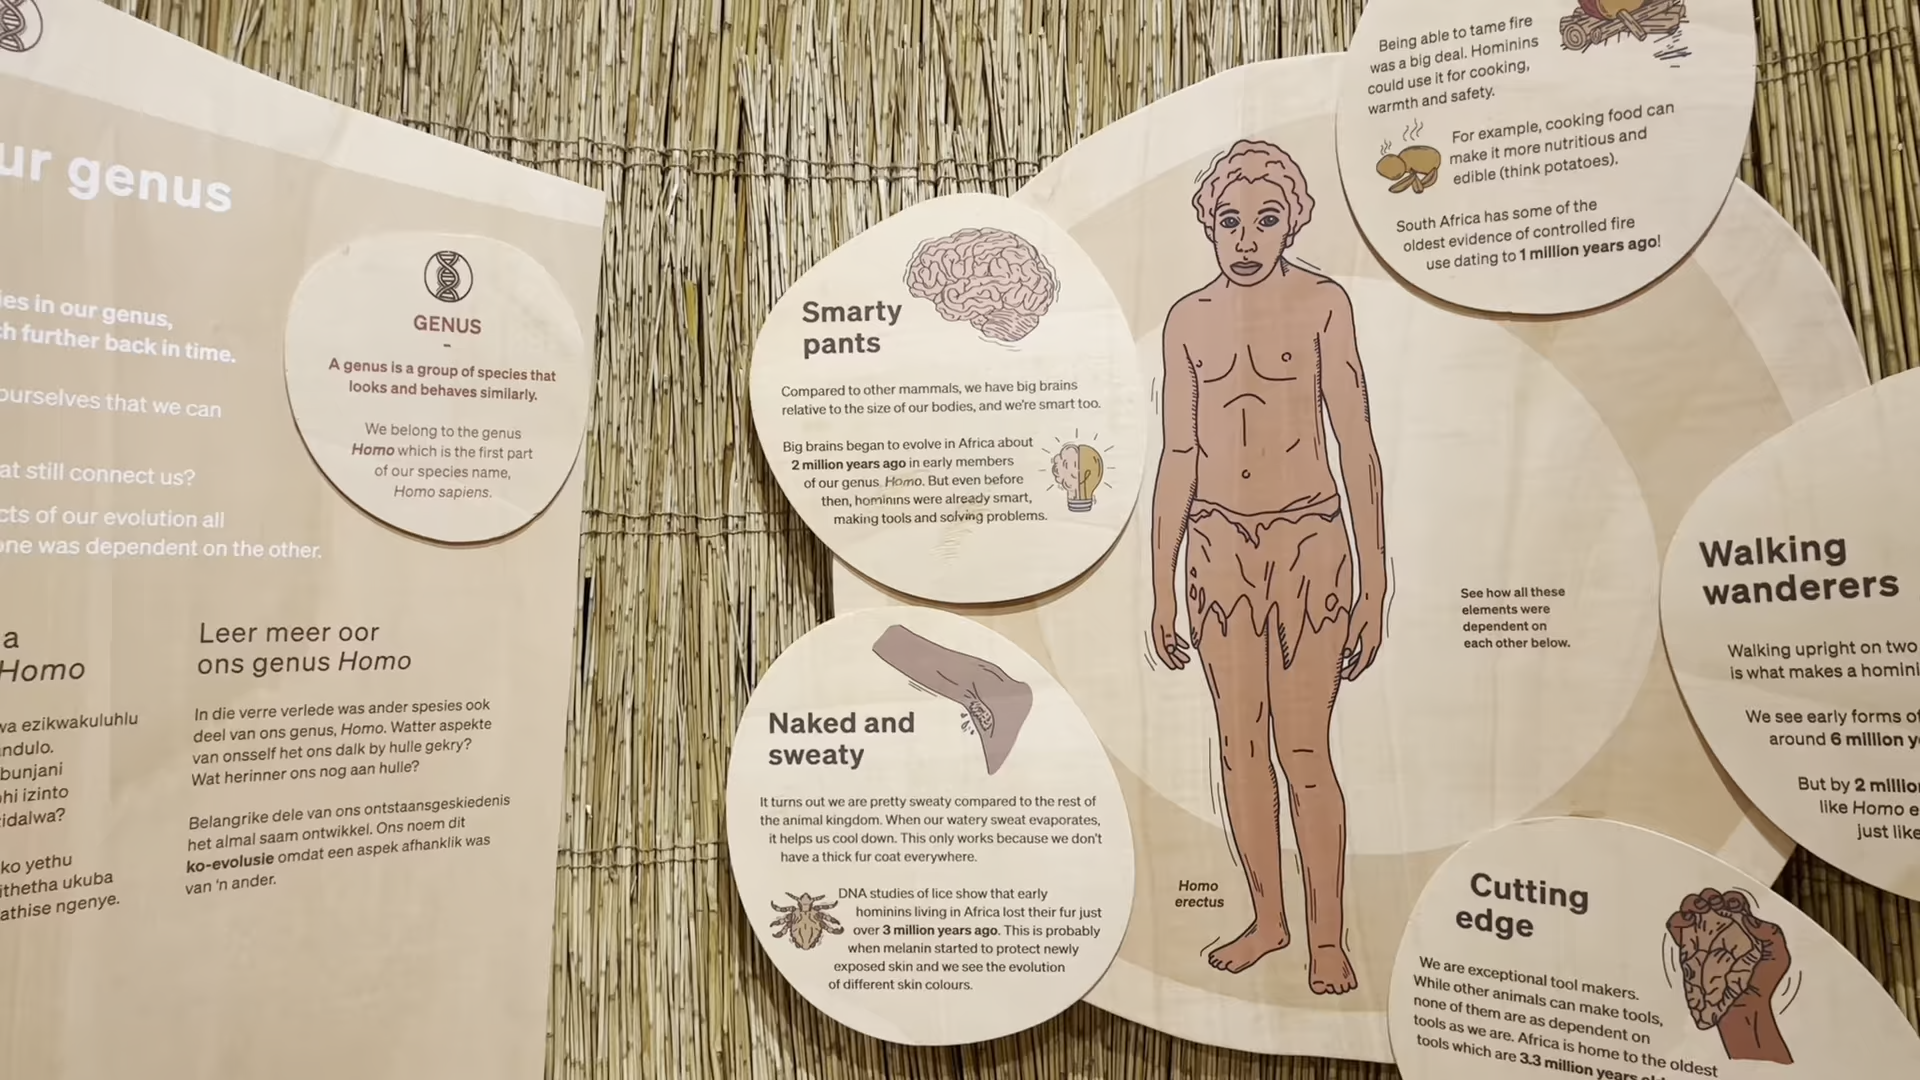 ur genus
ies in our genus,
ch further back in time.
ourselves that we can
at still connect us?
cts of our evolution all
one was dependent on the other.
GENUS
-
A genus is a group of species that
looks and behaves similarly.
We belong to the genus
Homo which is the first part
of our species name,
Homo sapiens.
a
Homo
wa ezikwakuluhlu
ndulo.
bunjani
phi izinto
zidalwa?
ko yethu
ithetha ukuba
athise ngenye.
Leer meer oor
ons genus Homo
In die verre verlede was ander spesies ook
deel van ons genus, Homo. Watter aspekte
van onsself het ons dalk by hulle gekry?
Wat herinner ons nog aan hulle?
Belangrike dele van ons ontstaansgeskiedenis
het almal saam ontwikkel. Ons noem dit
ko-evolusie omdat een aspek afhanklik was
van 'n ander.
Smarty
pants
Compared to other mammals, we have big brains
relative to the size of our bodies, and we're smart too.
Big brains began to evolve in Africa about
2 million years ago in early members
of our genus Homo. But even before
then, hominins were already smart,
making tools and solving problems.
Naked and
sweaty
It turns out we are pretty sweaty compared to the rest of
the animal kingdom. When our watery sweat evaporates,
it helps us cool down. This only works because we don't
have a thick fur coat everywhere.
DNA studies of lice show that early
hominins living in Africa lost their fur just
over 3 million years ago. This is probably
when melanin started to protect newly
exposed skin and we see the evolution
of different skin colours.
Homo
erectus
See how all these
elements were
dependent on
each other below.
Being able to tame fire
was a big deal. Hominins
could use it for cooking,
warmth and safety.
For example, cooking food can
make it more nutritious and
edible (think potatoes).
South Africa has some of the
oldest evidence of controlled fire
use dating to 1 million years ago!
Walking
wanderers
Walking upright on two
is what makes a homini
We see early forms of
around 6 million y
But by 2 millio
like Homo e
just like
Cutting
edge
We are exceptional tool makers.
While other animals can make tools,
none of them are as dependent on
tools as we are. Africa is home to the oldest
tools which are 3.3 million years